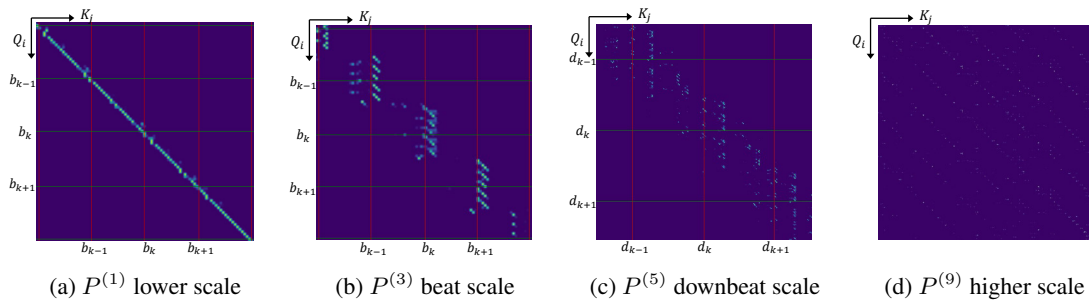 K_j
Q_i
b_{k-1}
b_k
b_{k+1}
b_{k-1} b_k b_{k+1}
(a) P^{(1)} lower scale
K_j
Q_i
b_{k-1}
b_k
b_{k+1}
b_{k-1} b_k b_{k+1}
(b) P^{(3)} beat scale
K_j
Q_i
d_{k-1}
d_k
d_{k+1}
d_{k-1} d_k d_{k+1}
(c) P^{(5)} downbeat scale
K_j
Q_i
(d) P^{(9)} higher scale